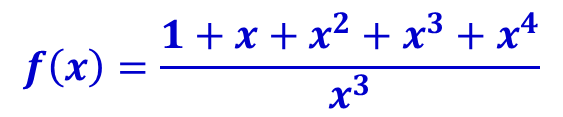 f(x) = (1 + x + x² + x³ + x⁴) / x³